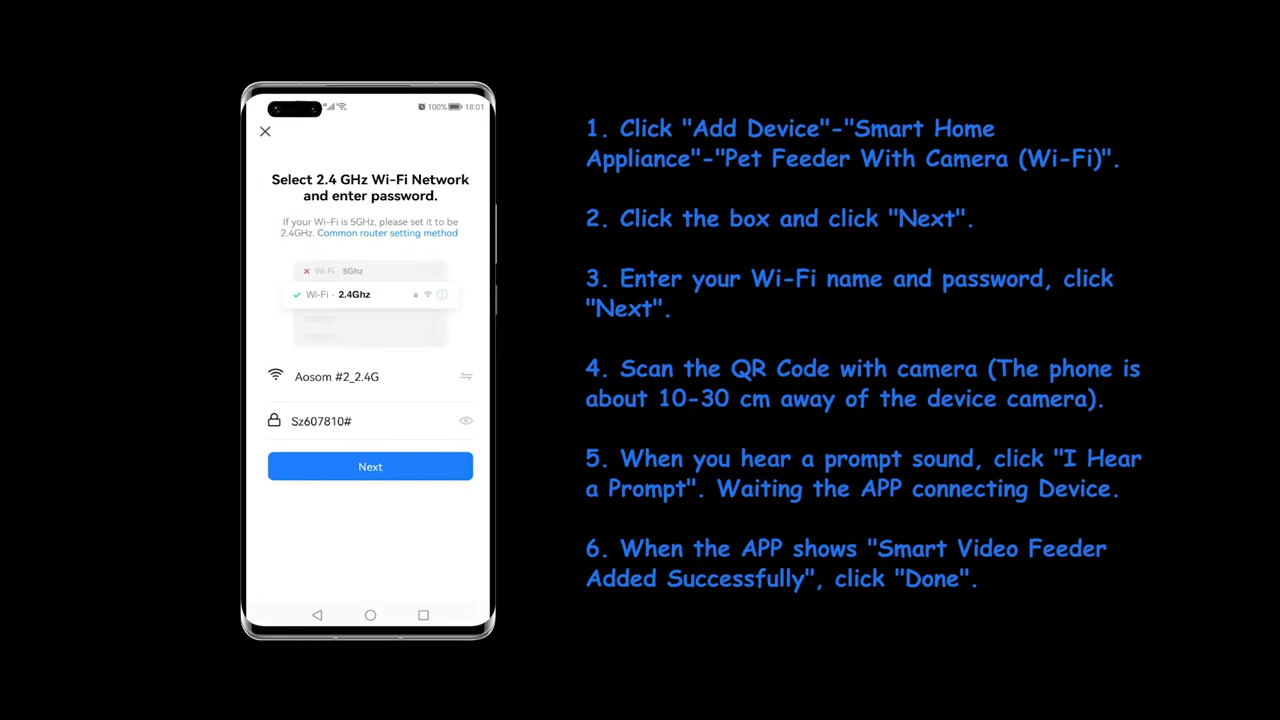 100% 18:01
Select 2.4 GHz Wi-Fi Network
and enter password.
If your Wi-Fi is 5GHz, please set it to be
2.4GHz. Common router setting method
Wi-Fi - 5Ghz
Wi-Fi - 2.4Ghz
Aosom #2_2.4G
Sz607810#
Next
1. Click "Add Device"-"Smart Home
Appliance"-"Pet Feeder With Camera (Wi-Fi)".
2. Click the box and click "Next".
3. Enter your Wi-Fi name and password, click
"Next".
4. Scan the QR Code with camera (The phone is
about 10-30 cm away of the device camera).
5. When you hear a prompt sound, click "I Hear
a Prompt". Waiting the APP connecting Device.
6. When the APP shows "Smart Video Feeder
Added Successfully", click "Done".